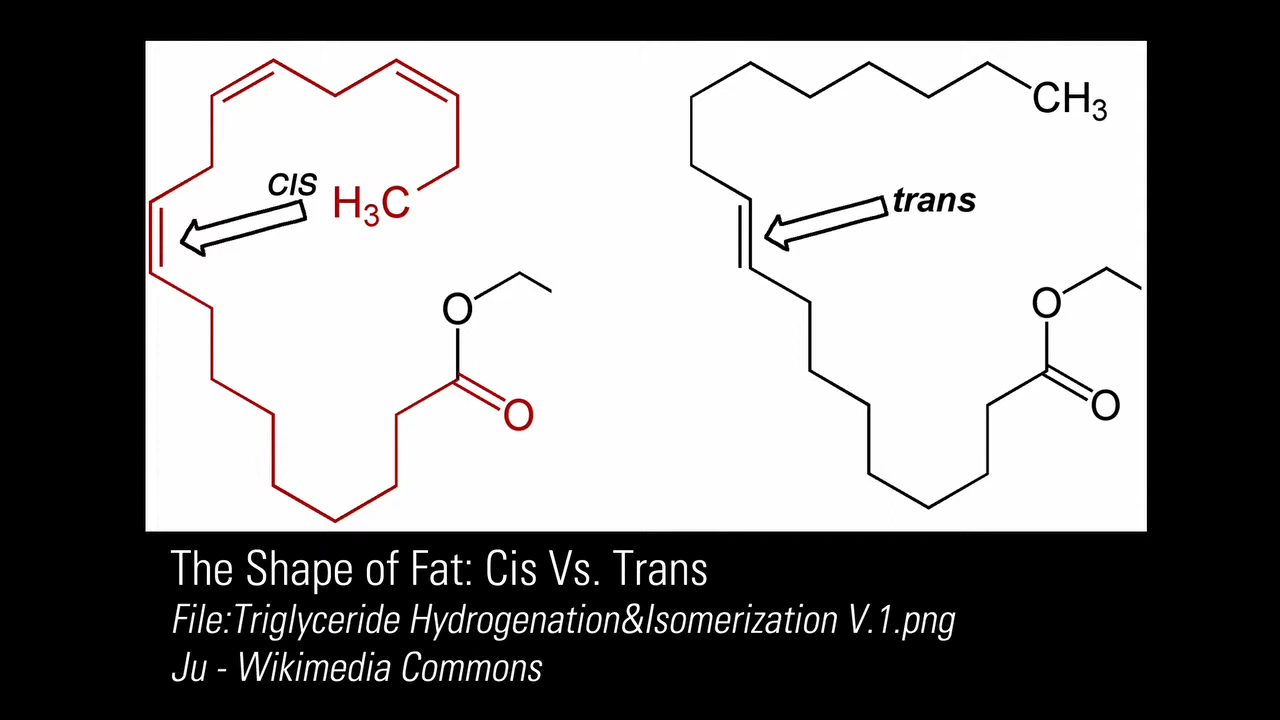 CIS
H3C
O
O
CH3
trans
O
O
The Shape of Fat: Cis Vs. Trans
File:Triglyceride Hydrogenation&Isomerization V.1.png
Ju - Wikimedia Commons